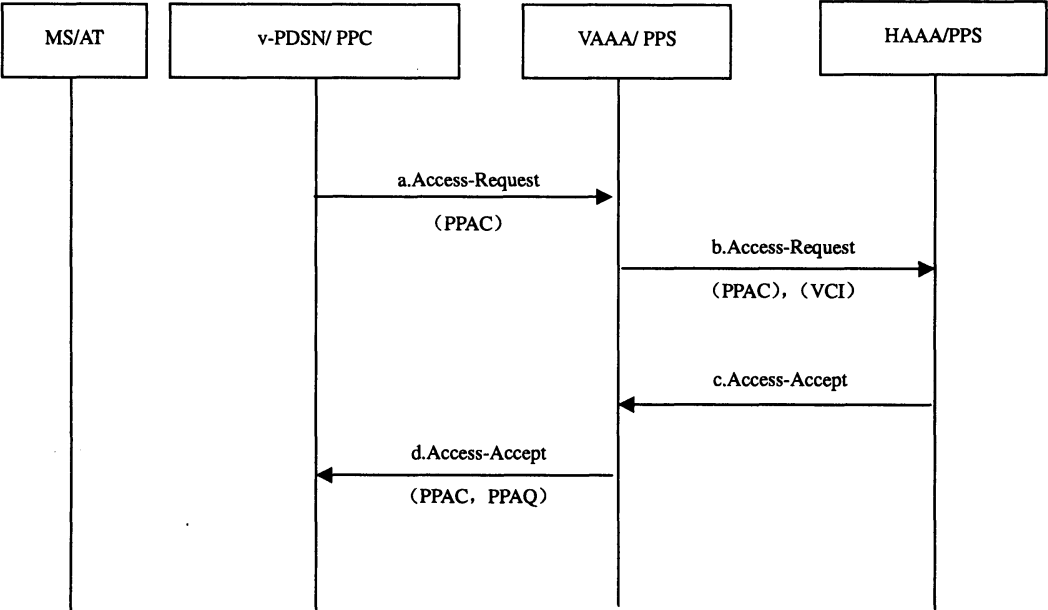 MS/AT
v-PDSN/ PPC
VAAA/ PPS
HAAA/PPS
a.Access-Request
（PPAC）
b.Access-Request
（PPAC），（VCI）
c.Access-Accept
d.Access-Accept
（PPAC，PPAQ）